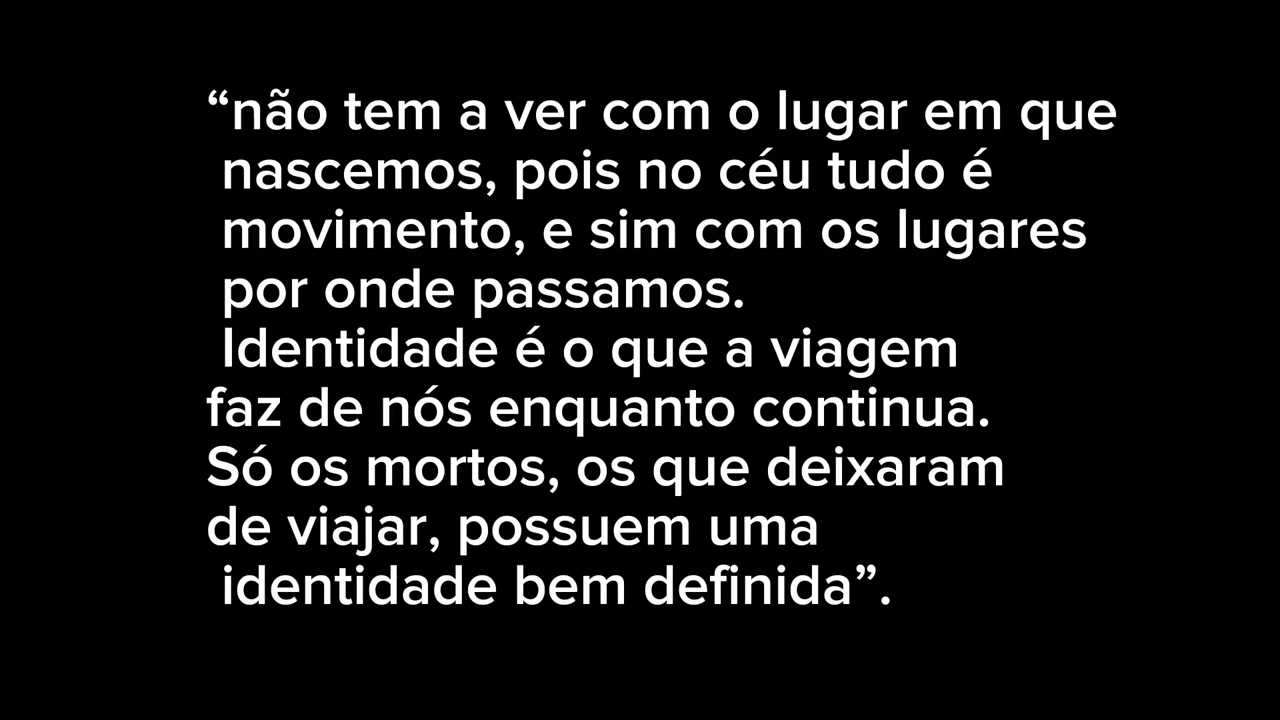 “não tem a ver com o lugar em que
nascemos, pois no céu tudo é
movimento, e sim com os lugares
por onde passamos.
Identidade é o que a viagem
faz de nós enquanto continua.
Só os mortos, os que deixaram
de viajar, possuem uma
identidade bem definida”.